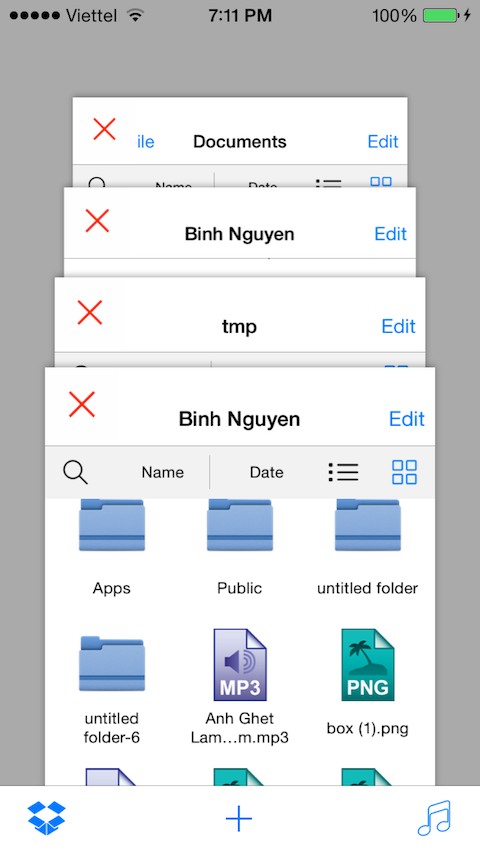 Viettel 7:11 PM 100%
ile Documents Edit
Name Date
Binh Nguyen Edit
tmp Edit
Binh Nguyen Edit
Name Date
Apps Public untitled folder
MP3 PNG
untitled folder-6 Anh Ghet Lam...m.mp3 box (1).png